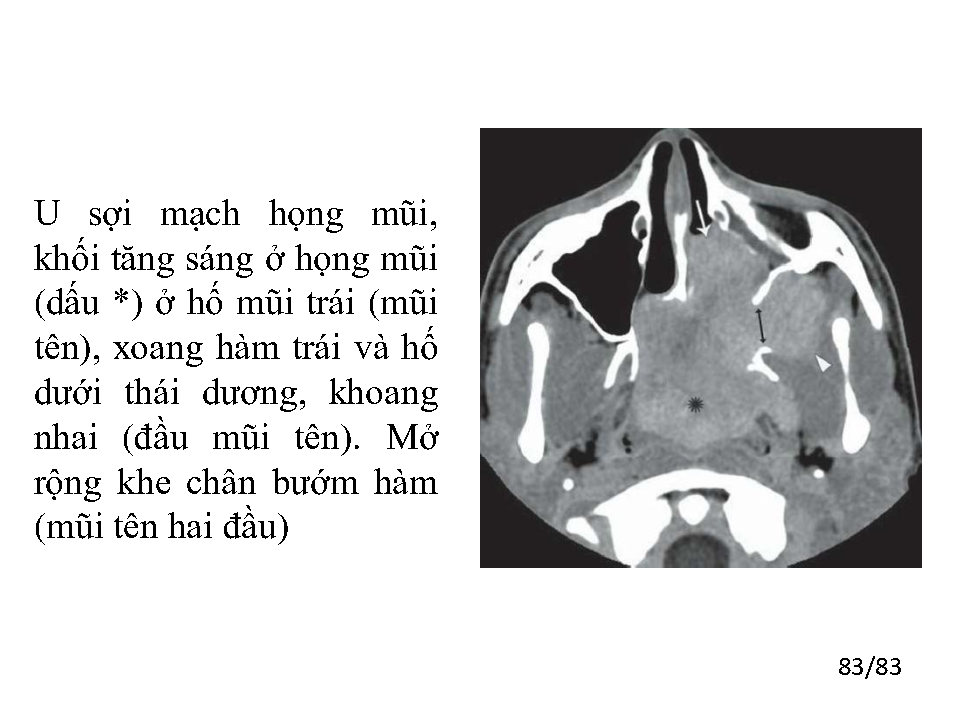 U sợi mạch họng mũi,
khối tăng sáng ở họng mũi
(dấu *) ở hố mũi trái (mũi
tên), xoang hàm trái và hố
dưới thái dương, khoang
nhai (đầu mũi tên). Mở
rộng khe chân bướm hàm
(mũi tên hai đầu)
83/83